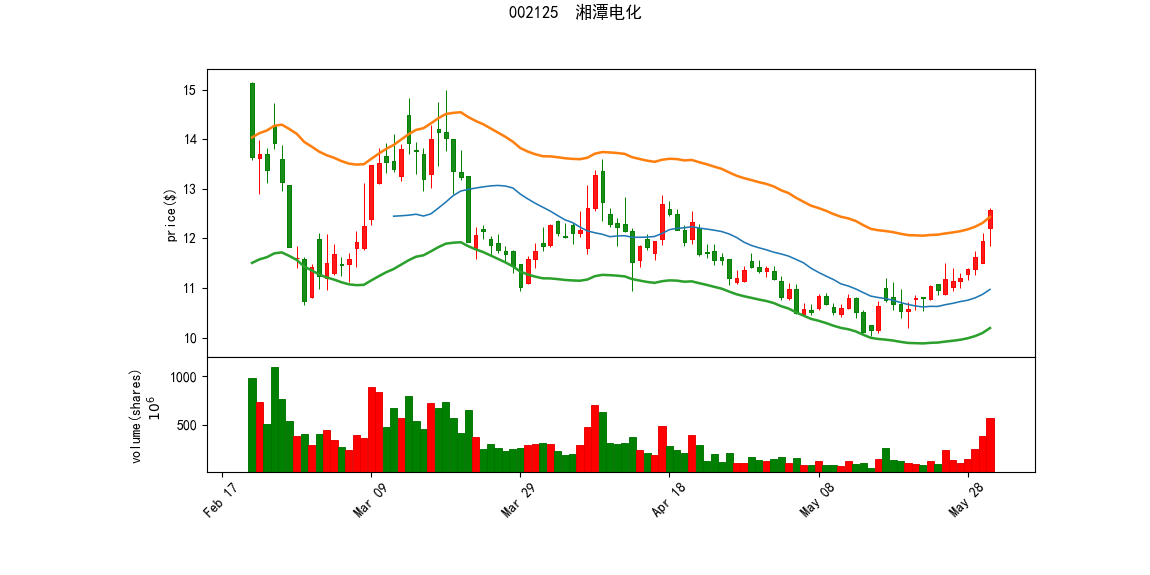 002125 湘潭电化
15
14
13
12
11
10
price($)
1000
500
volume(shares)
10^6
Feb 17
Mar 09
Mar 29
Apr 18
May 08
May 28